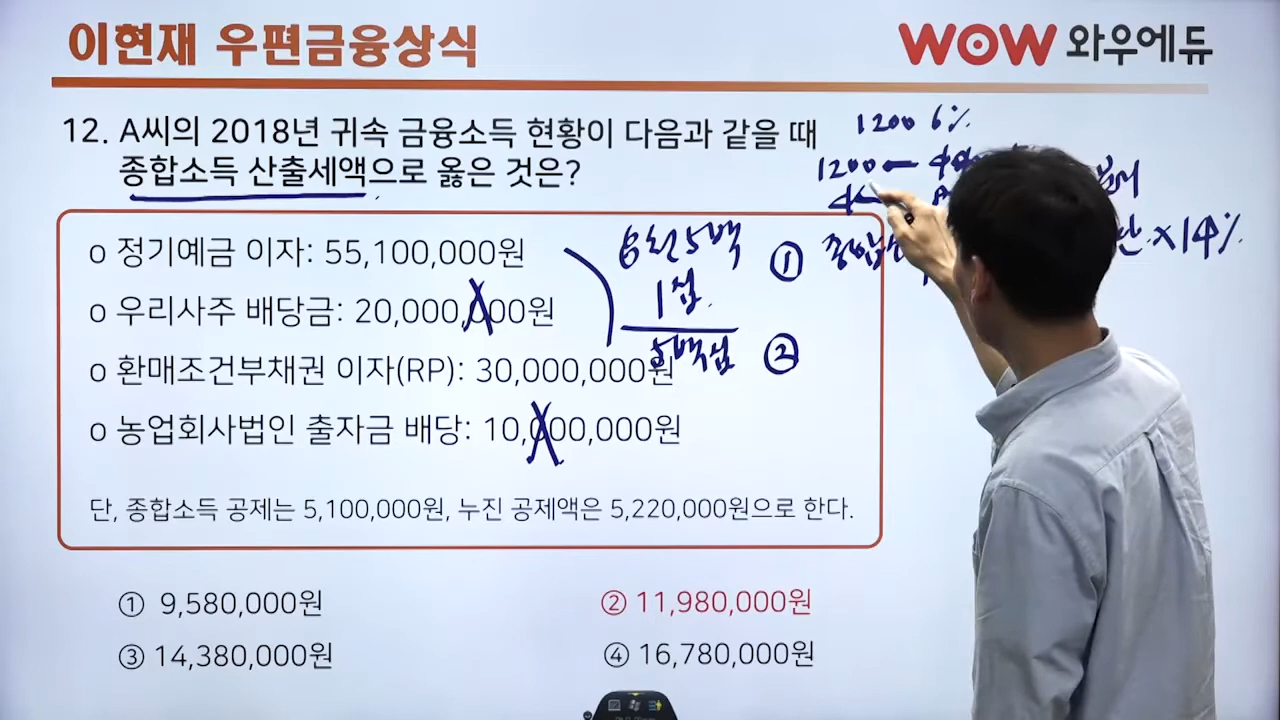 이현재 우편금융상식
WOW 와우에듀
12. A씨의 2018년 귀속 금융소득 현황이 다음과 같을 때
종합소득 산출세액으로 옳은 것은?
1200 6%
1200
x14%
o 정기예금 이자: 55,100,000원
6천5백
①
1점
o 우리사주 배당금: 20,000,000원
②
o 환매조건부채권 이자(RP): 30,000,000원
o 농업회사법인 출자금 배당: 10,000,000원
단, 종합소득 공제는 5,100,000원, 누진 공제액은 5,220,000원으로 한다.
① 9,580,000원
② 11,980,000원
③ 14,380,000원
④ 16,780,000원